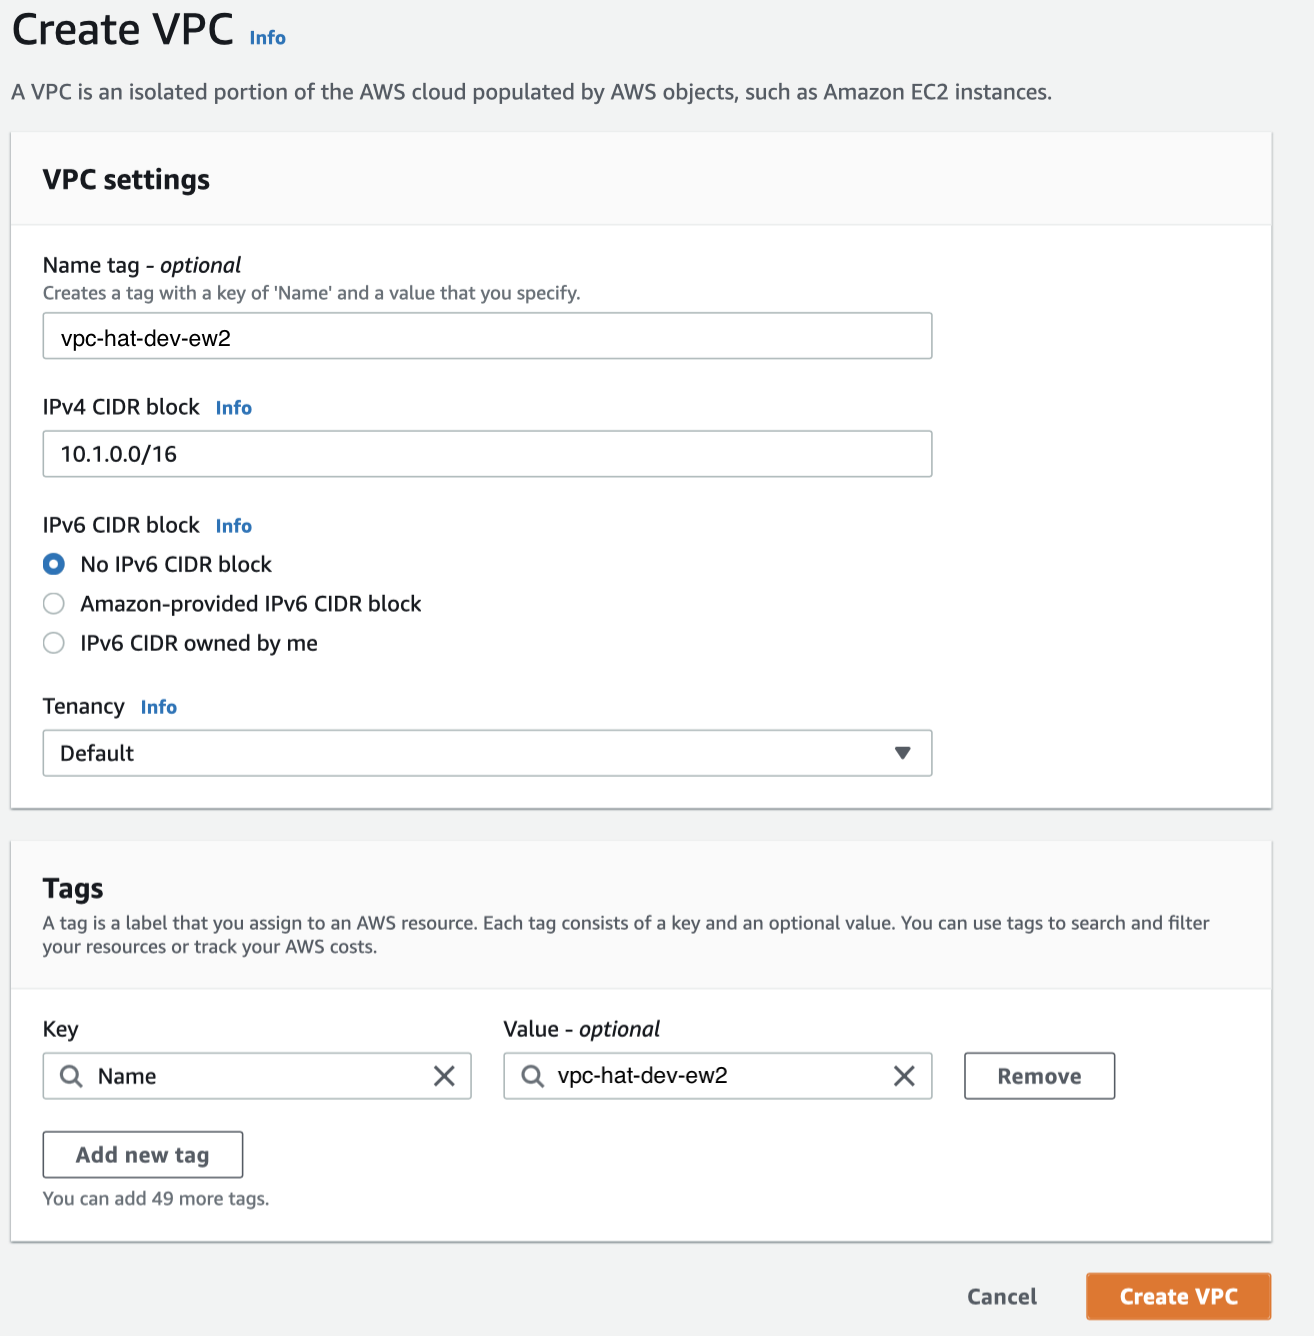 Create VPC Info
A VPC is an isolated portion of the AWS cloud populated by AWS objects, such as Amazon EC2 instances.
VPC settings
Name tag - optional
Creates a tag with a key of 'Name' and a value that you specify.
vpc-hat-dev-ew2
IPv4 CIDR block Info
10.1.0.0/16
IPv6 CIDR block Info
No IPv6 CIDR block
Amazon-provided IPv6 CIDR block
IPv6 CIDR owned by me
Tenancy Info
Default
Tags
A tag is a label that you assign to an AWS resource. Each tag consists of a key and an optional value. You can use tags to search and filter
your resources or track your AWS costs.
Key Value - optional
Name vpc-hat-dev-ew2 Remove
Add new tag
You can add 49 more tags.
Cancel Create VPC